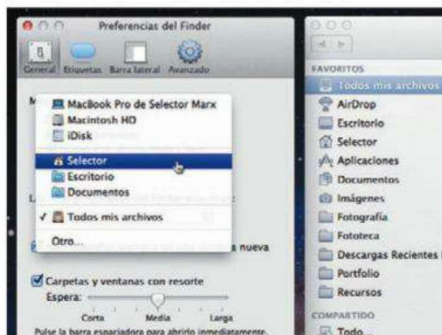 Preferencias del Finder
General Etiquetas Barra lateral Avanzado
MacBook Pro de Selector Marx
Macintosh HD
iDisk
Selector
Escritorio
Documentos
✓ Todos mis archivos
Otro...
nueva
Carpetas y ventanas con resorte
Espera:
Corta Media Larga
Pulse la barra espaciadora para abrirlo inmediatamente.
FAVORITOS
Todos mis archivos
AirDrop
Escritorio
Selector
Aplicaciones
Documentos
Imágenes
Fotografía
Fototeca
Descargas Recientes
Portfolio
Recursos
COMPARTIDO
Todo